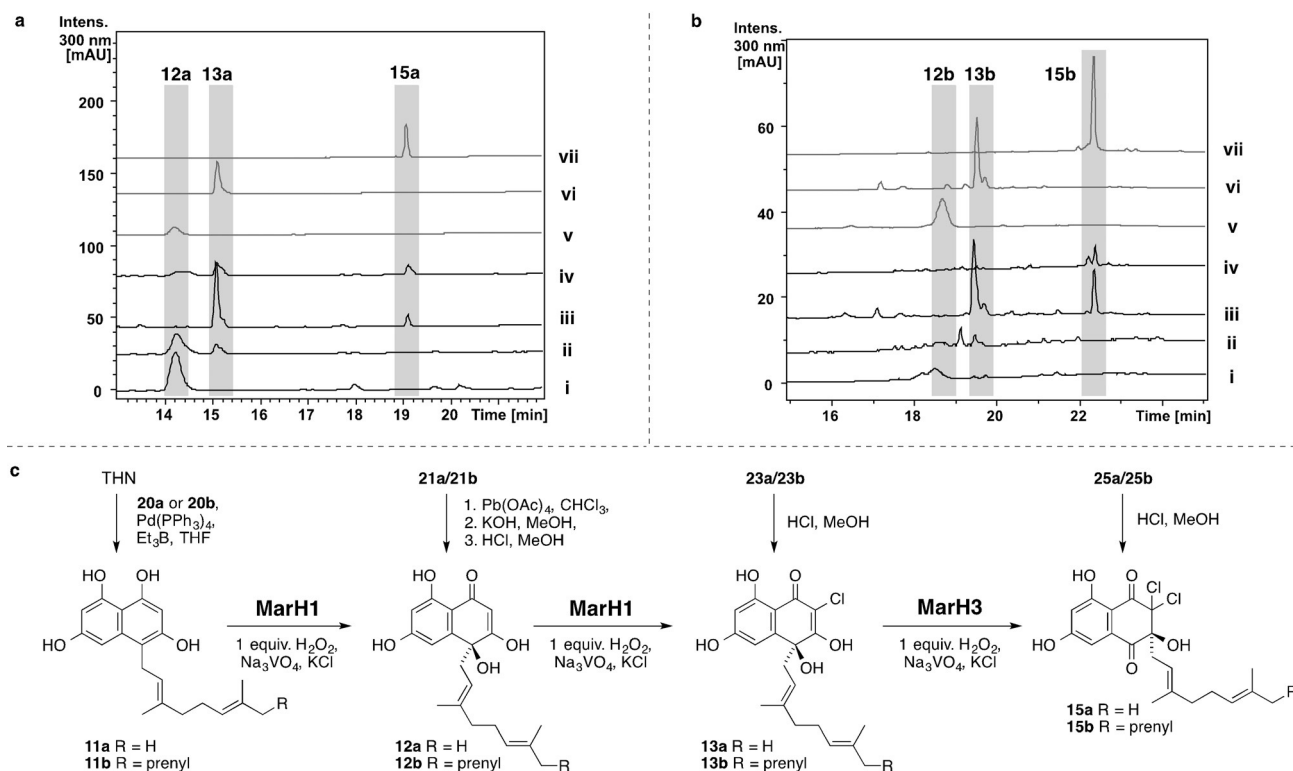 a
Intens.
300 nm
[mAU]
12a 13a 15a
200
150
100
50
0
vii
vi
v
iv
iii
ii
i
14 15 16 17 18 19 20 Time [min]
b
Intens.
300 nm
[mAU]
12b 13b 15b
60
40
20
0
vii
vi
v
iv
iii
ii
i
16 18 20 22 Time [min]
c
THN
20a or 20b,
Pd(PPh3)4,
Et3B, THF
21a/21b
1. Pb(OAc)4, CHCl3,
2. KOH, MeOH,
3. HCl, MeOH
23a/23b
HCl, MeOH
25a/25b
HCl, MeOH
HO OH
HO OH
R
11a R = H
11b R = prenyl
MarH1
1 equiv. H2O2,
Na3VO4, KCl
HO O
HO OH
OH
R
12a R = H
12b R = prenyl
MarH1
1 equiv. H2O2,
Na3VO4, KCl
HO O
Cl
HO OH
OH
R
13a R = H
13b R = prenyl
MarH3
1 equiv. H2O2,
Na3VO4, KCl
HO O Cl
Cl
HO OH
O
R
15a R = H
15b R = prenyl